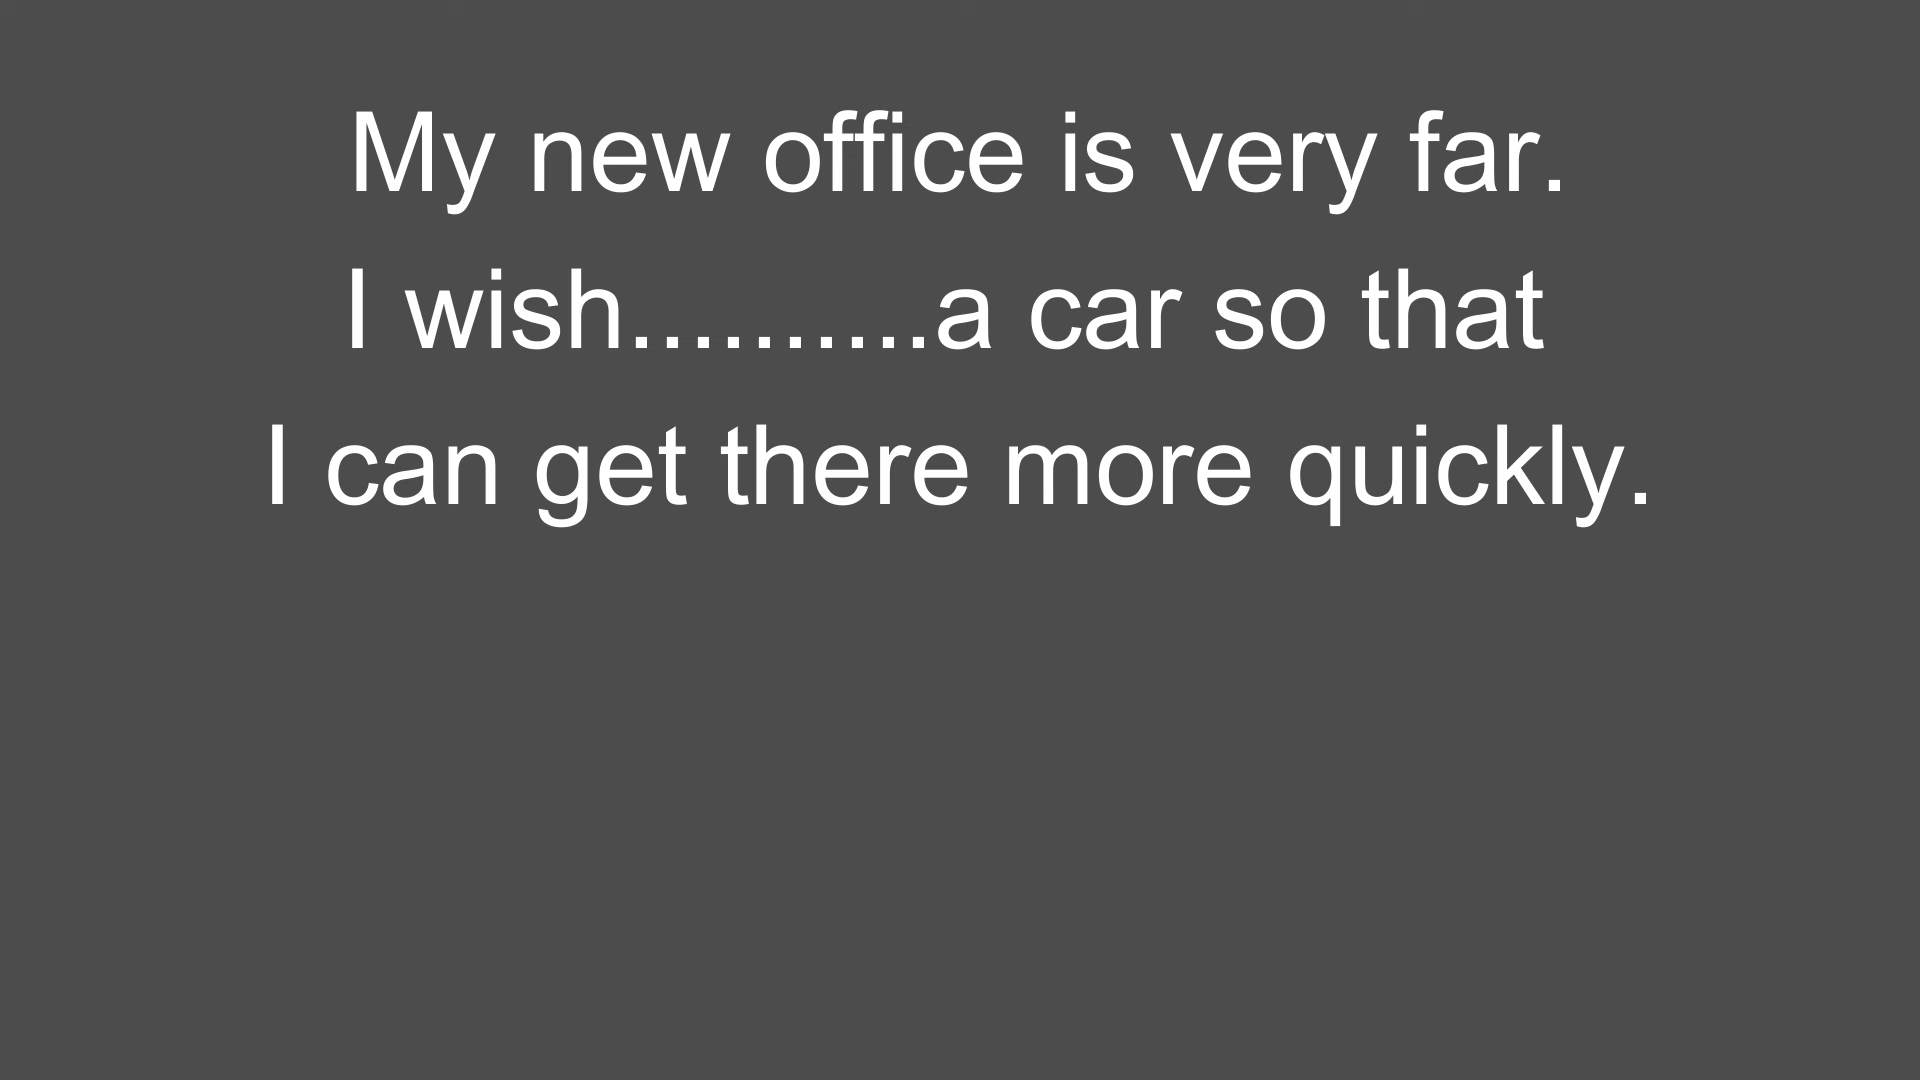 My new office is very far.
I wish..........a car so that
I can get there more quickly.